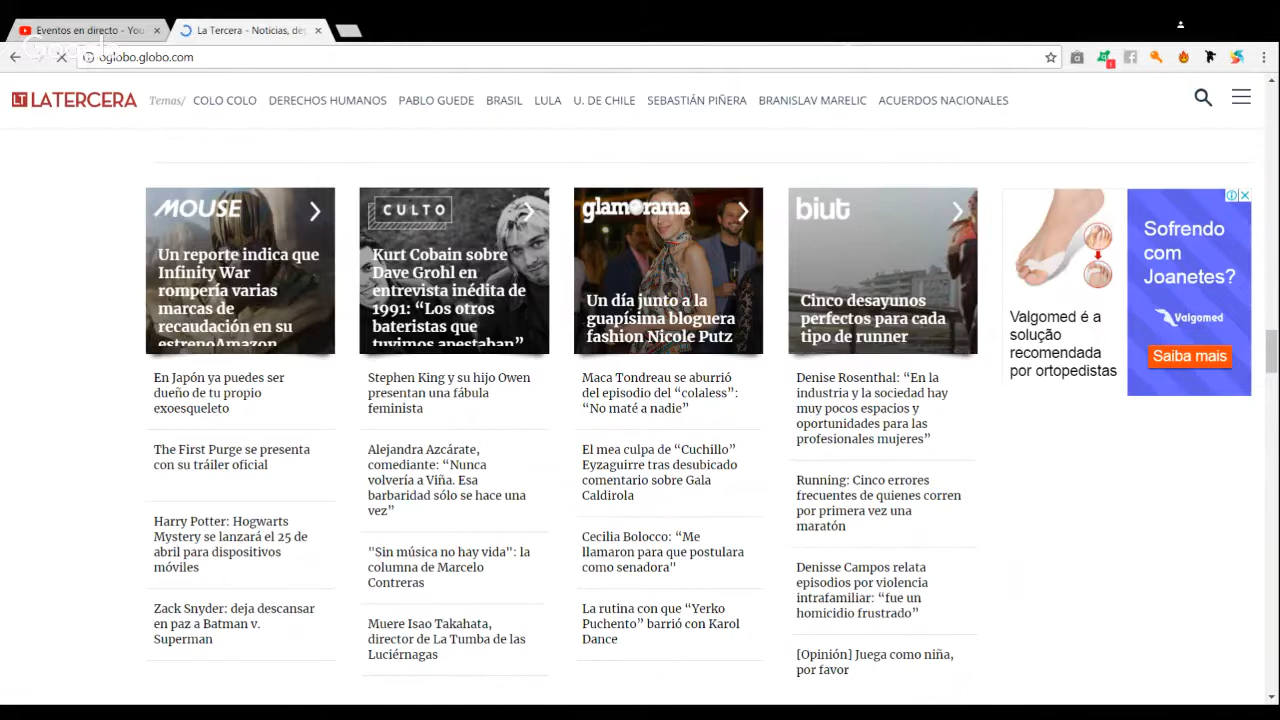 Eventos en directo - You
La Tercera - Noticias, de
oglobo.globo.com
1
LT LATERCERA
Temas/ COLO COLO DERECHOS HUMANOS PABLO GUEDE BRASIL LULA U. DE CHILE SEBASTIÁN PIÑERA BRANISLAV MARELIC ACUERDOS NACIONALES
MOUSE
Un reporte indica que
Infinity War
rompería varias
marcas de
recaudación en su
estrenoAmazon
En Japón ya puedes ser
dueño de tu propio
exoesqueleto
The First Purge se presenta
con su tráiler oficial
Harry Potter: Hogwarts
Mystery se lanzará el 25 de
abril para dispositivos
móviles
Zack Snyder: deja descansar
en paz a Batman v.
Superman
CULTO
Kurt Cobain sobre
Dave Grohl en
entrevista inédita de
1991: “Los otros
bateristas que
tuvimos apestaban”
Stephen King y su hijo Owen
presentan una fábula
feminista
Alejandra Azcárate,
comediante: “Nunca
volvería a Viña. Esa
barbaridad sólo se hace una
vez”
"Sin música no hay vida": la
columna de Marcelo
Contreras
Muere Isao Takahata,
director de La Tumba de las
Luciérnagas
glamorama
Un día junto a la
guapísima bloguera
fashion Nicole Putz
Maca Tondreau se aburrió
del episodio del “colaless”:
“No maté a nadie”
El mea culpa de “Cuchillo”
Eyzaguirre tras desubicado
comentario sobre Gala
Caldirola
Cecilia Bolocco: “Me
llamaron para que postulara
como senadora"
La rutina con que “Yerko
Puchento” barrió con Karol
Dance
biut
Cinco desayunos
perfectos para cada
tipo de runner
Denise Rosenthal: “En la
industria y la sociedad hay
muy pocos espacios y
oportunidades para las
profesionales mujeres”
Running: Cinco errores
frecuentes de quienes corren
por primera vez una
maratón
Denisse Campos relata
episodios por violencia
intrafamiliar: “fue un
homicidio frustrado”
[Opinión] Juega como niña,
por favor
Valgomed é a
solução
recomendada
por ortopedistas
Sofrendo
com
Joanetes?
Valgomed
Saiba mais